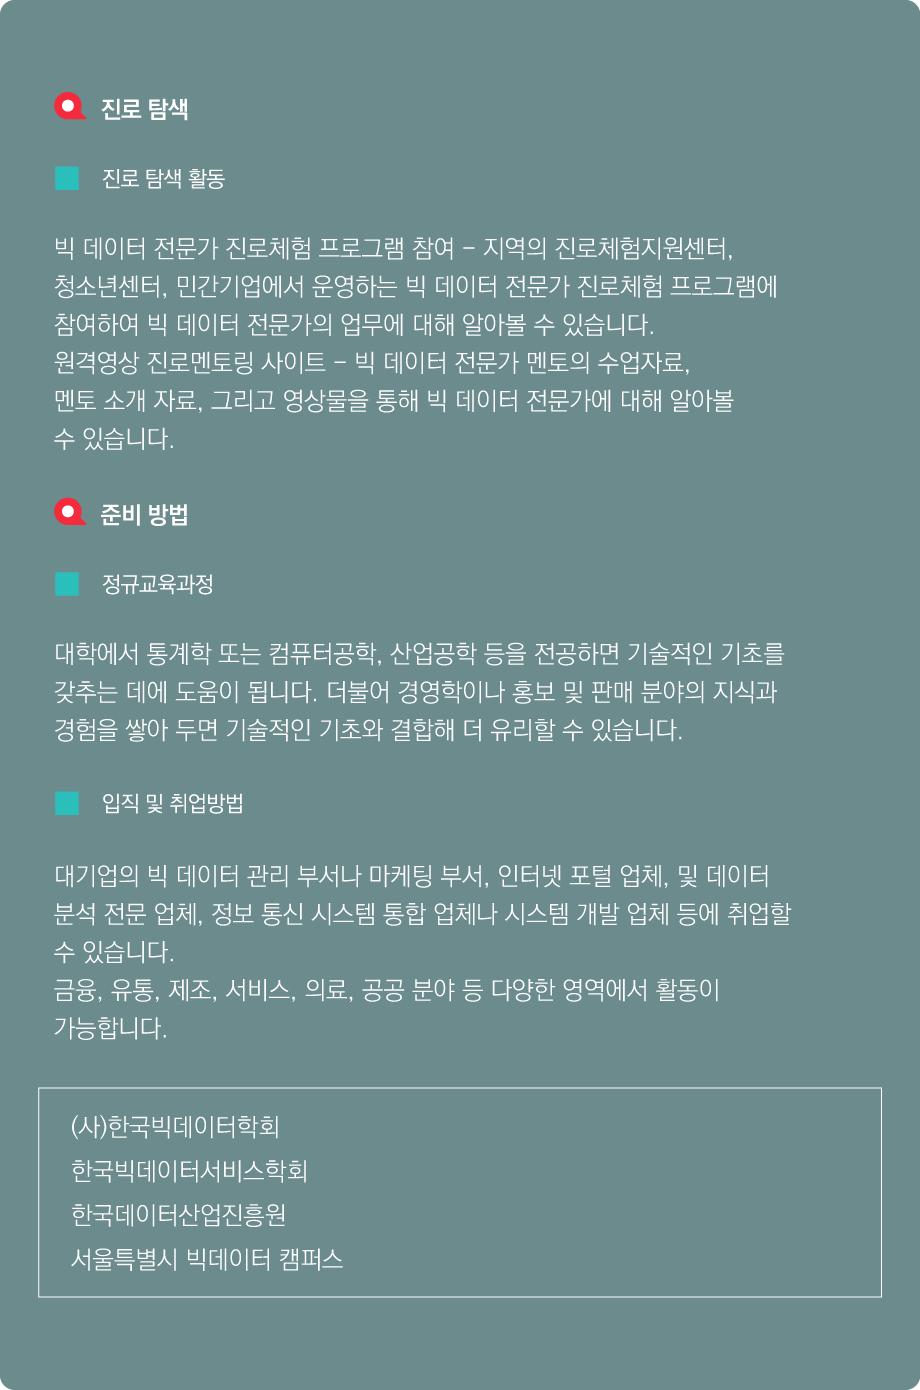 진로 탐색
진로 탐색 활동
빅 데이터 전문가 진로체험 프로그램 참여 – 지역의 진로체험지원센터,
청소년센터, 민간기업에서 운영하는 빅 데이터 전문가 진로체험 프로그램에
참여하여 빅 데이터 전문가의 업무에 대해 알아볼 수 있습니다.
원격영상 진로멘토링 사이트 – 빅 데이터 전문가 멘토의 수업자료,
멘토 소개 자료, 그리고 영상물을 통해 빅 데이터 전문가에 대해 알아볼
수 있습니다.
준비 방법
정규교육과정
대학에서 통계학 또는 컴퓨터공학, 산업공학 등을 전공하면 기술적인 기초를
갖추는 데에 도움이 됩니다. 더불어 경영학이나 홍보 및 판매 분야의 지식과
경험을 쌓아 두면 기술적인 기초와 결합해 더 유리할 수 있습니다.
입직 및 취업방법
대기업의 빅 데이터 관리 부서나 마케팅 부서, 인터넷 포털 업체, 및 데이터
분석 전문 업체, 정보 통신 시스템 통합 업체나 시스템 개발 업체 등에 취업할
수 있습니다.
금융, 유통, 제조, 서비스, 의료, 공공 분야 등 다양한 영역에서 활동이
가능합니다.
(사)한국빅데이터학회
한국빅데이터서비스학회
한국데이터산업진흥원
서울특별시 빅데이터 캠퍼스